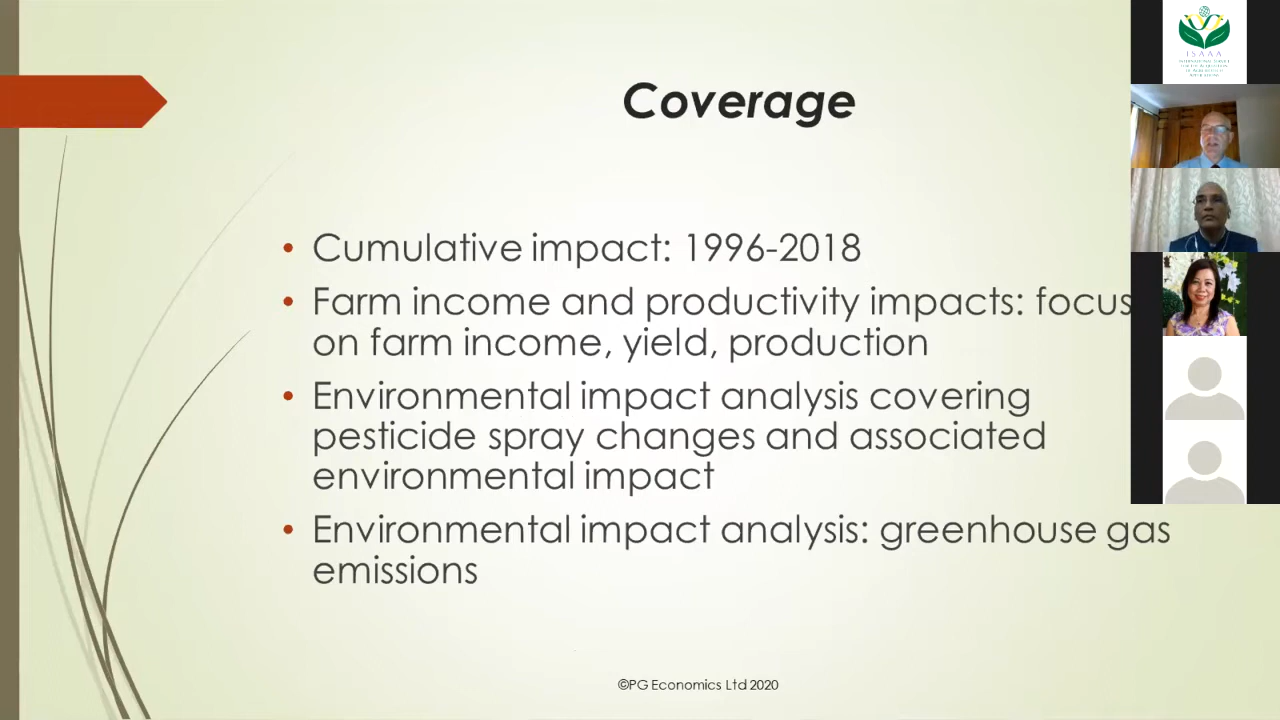 Coverage
• Cumulative impact: 1996-2018
• Farm income and productivity impacts: focus
on farm income, yield, production
• Environmental impact analysis covering
pesticide spray changes and associated
environmental impact
• Environmental impact analysis: greenhouse gas
emissions
©PG Economics Ltd 2020
ISAAA